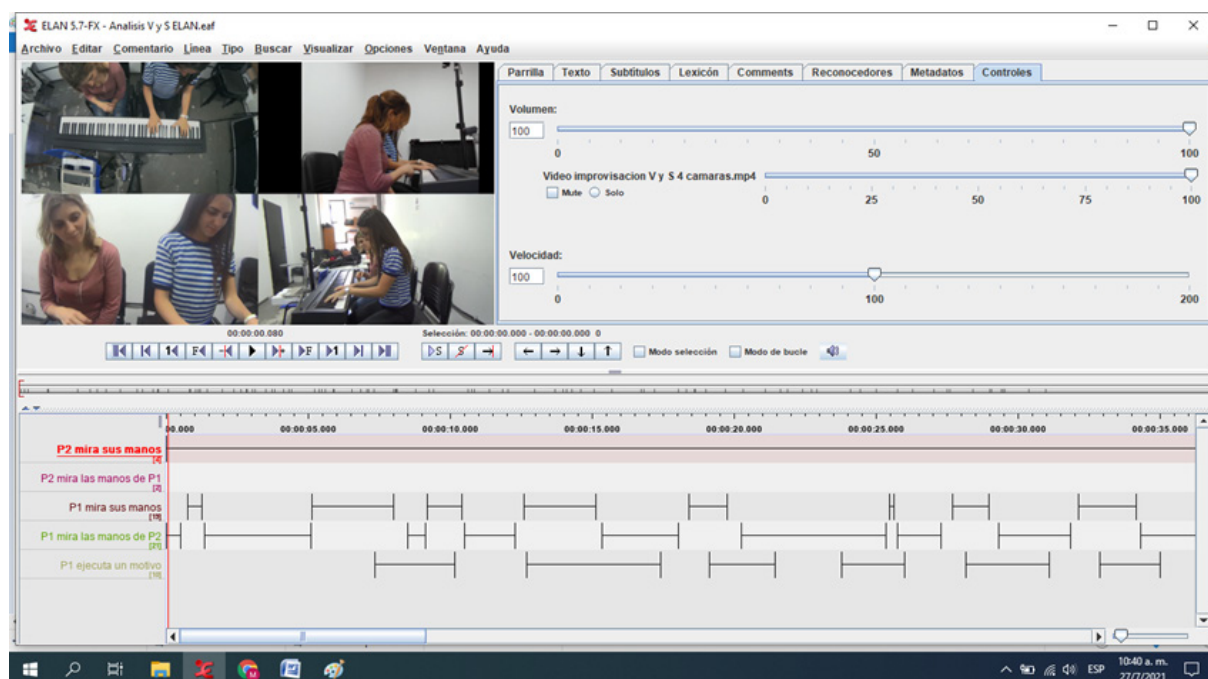 ELAN 5.7-FX - Analisis V y S ELAN.eaf
Archivo Editar Comentario Línea Tipo Buscar Visualizar Opciones Ventana Ayuda
Parrilla Texto Subtítulos Lexicón Comments Reconocedores Metadatos Controles
Volumen:
100
0 50 100
Video improvisacion V y S 4 camaras.mp4
Mute Solo
0 25 50 75 100
Velocidad:
100
0 100 200
00:00:00.080
Selección: 00:00:00.000 - 00:00:00.000 0
Modo selección Modo de bucle
00.000 00:00:05.000 00:00:10.000 00:00:15.000 00:00:20.000 00:00:25.000 00:00:30.000 00:00:35.000
P2 mira sus manos
P2 mira las manos de P1
[2]
P1 mira sus manos
[19]
P1 mira las manos de P2
[21]
P1 ejecuta un motivo
ESP
10:40 a. m.
27/7/2021